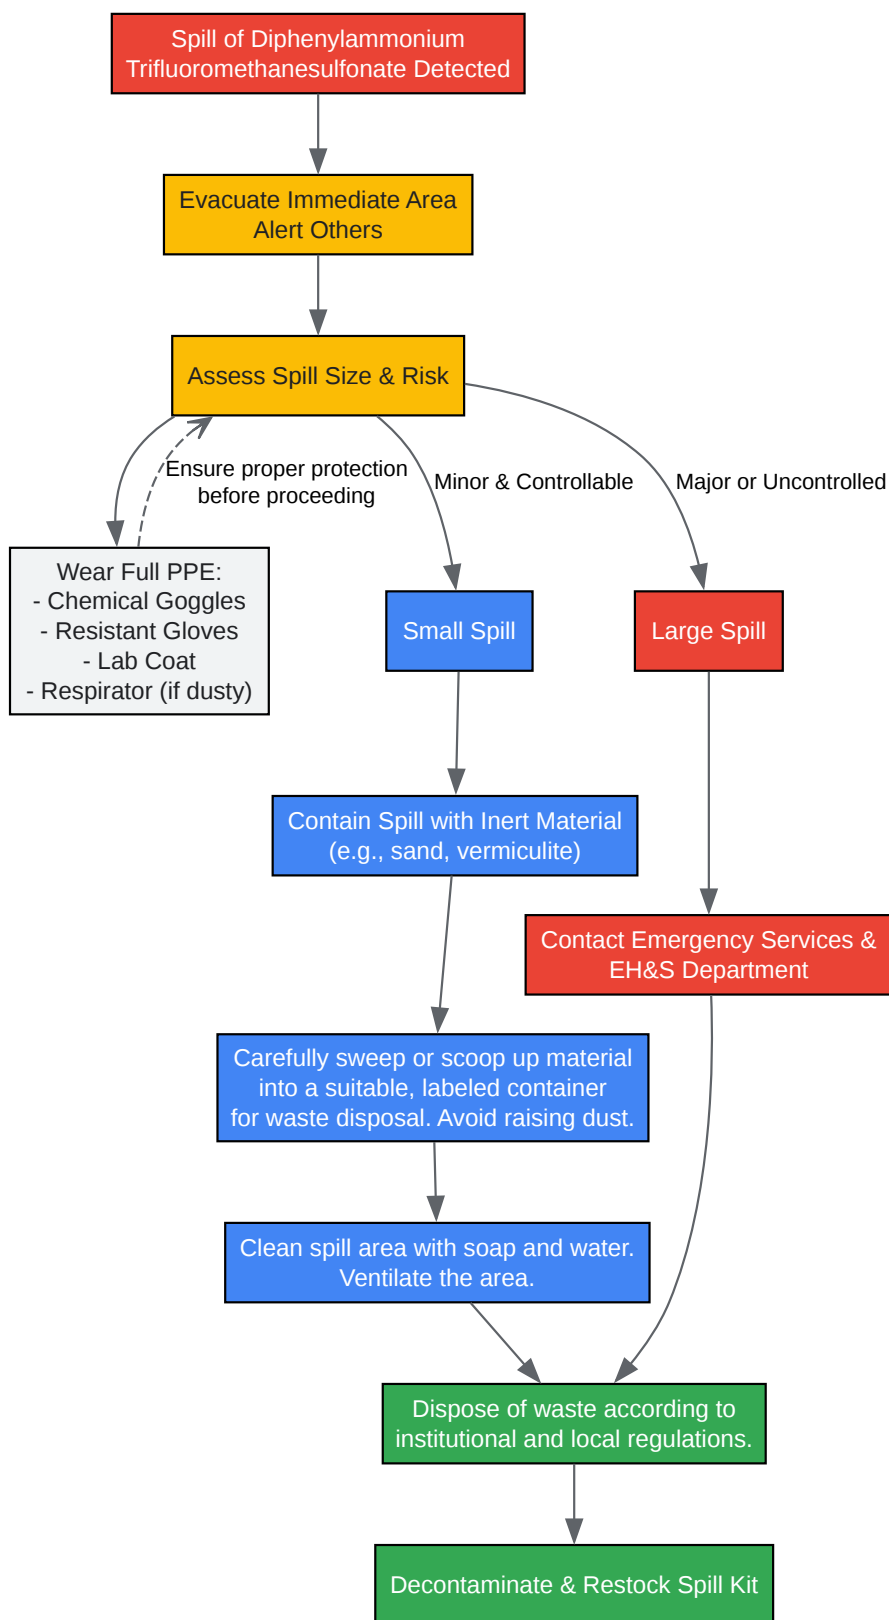 Spill of Diphenylammonium
Trifluoromethanesulfonate Detected
Evacuate Immediate Area
Alert Others
Assess Spill Size & Risk
Ensure proper protection
before proceeding
Minor & Controllable
Major or Uncontrolled
Wear Full PPE:
- Chemical Goggles
- Resistant Gloves
- Lab Coat
- Respirator (if dusty)
Small Spill
Large Spill
Contain Spill with Inert Material
(e.g., sand, vermiculite)
Contact Emergency Services &
EH&S Department
Carefully sweep or scoop up material
into a suitable, labeled container
for waste disposal. Avoid raising dust.
Clean spill area with soap and water.
Ventilate the area.
Dispose of waste according to
institutional and local regulations.
Decontaminate & Restock Spill Kit